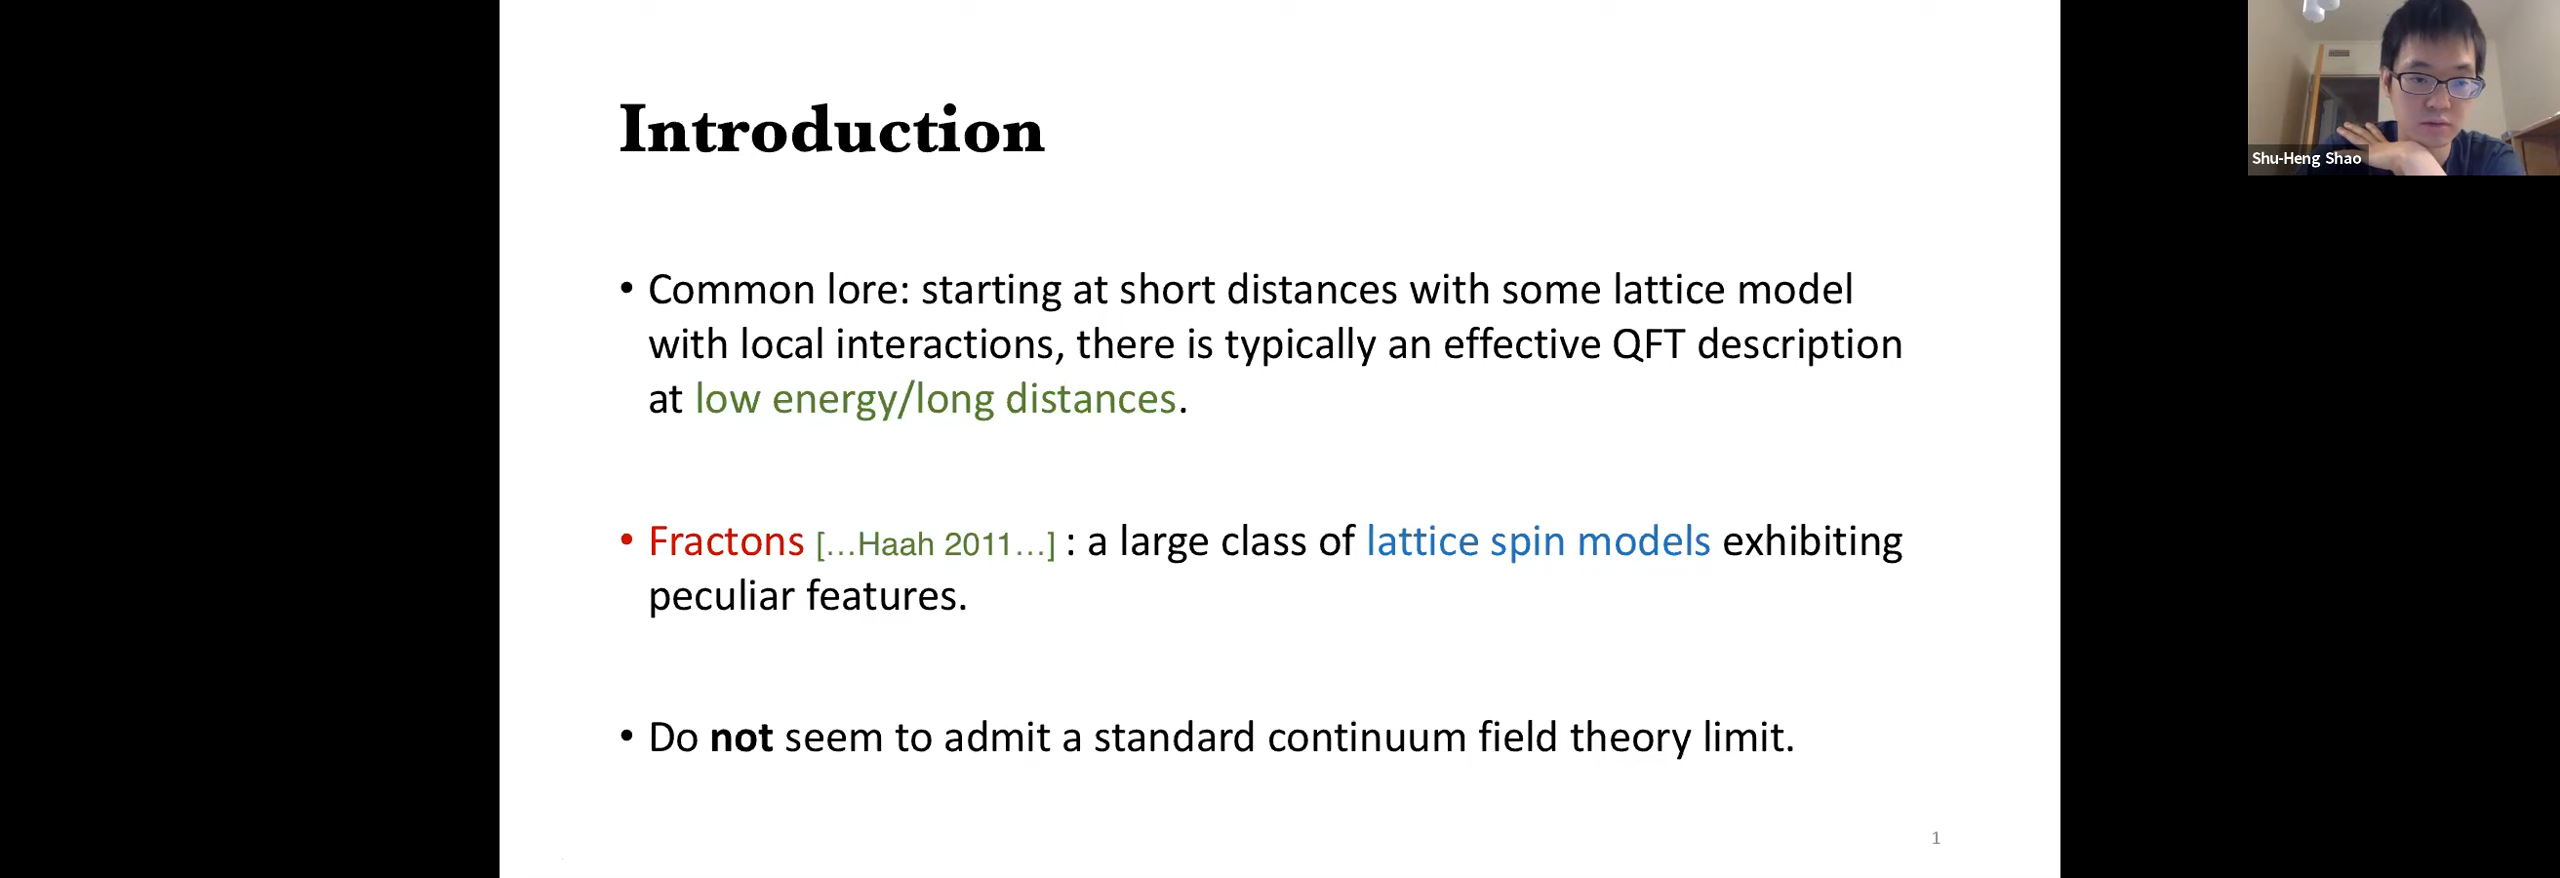 Introduction
Shu-Heng Shao
• Common lore: starting at short distances with some lattice model
with local interactions, there is typically an effective QFT description
at low energy/long distances.
• Fractons […Haah 2011…] : a large class of lattice spin models exhibiting
peculiar features.
• Do not seem to admit a standard continuum field theory limit.
1